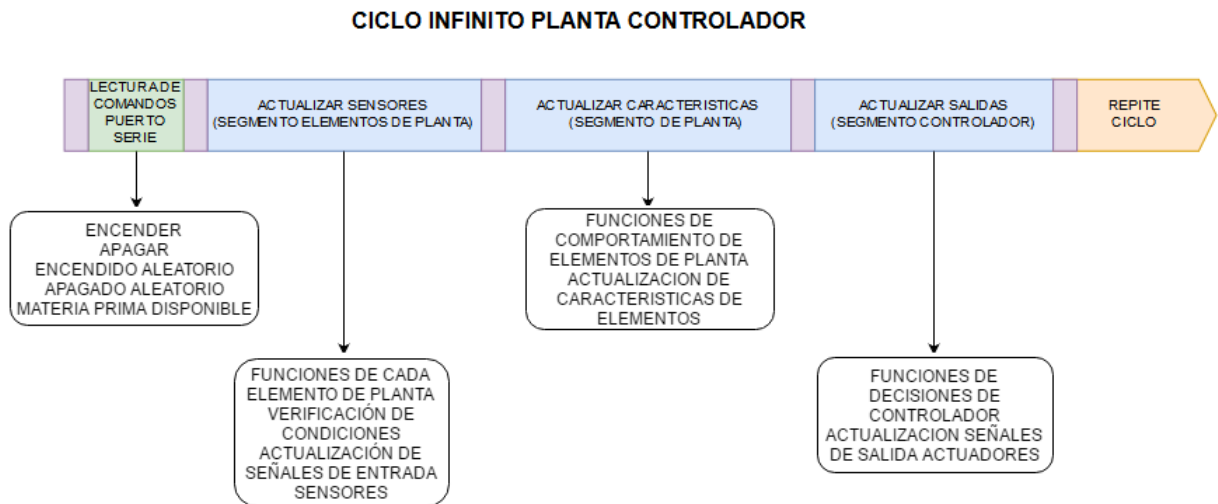 CICLO INFINITO PLANTA CONTROLADOR
LECTURA DE
COMANDOS
PUERTO
SERIE
ACTUALIZAR SENSORES
(SEGMENTO ELEMENTOS DE PLANTA)
ACTUALIZAR CARACTERISTICAS
(SEGMENTO DE PLANTA)
ACTUALIZAR SALIDAS
(SEGMENTO CONTROLADOR)
REPITE
CICLO
ENCENDER
APAGAR
ENCENDIDO ALEATORIO
APAGADO ALEATORIO
MATERIA PRIMA DISPONIBLE
FUNCIONES DE CADA
ELEMENTO DE PLANTA
VERIFICACIÓN DE
CONDICIONES
ACTUALIZACIÓN DE
SEÑALES DE ENTRADA
SENSORES
FUNCIONES DE
COMPORTAMIENTO DE
ELEMENTOS DE PLANTA
ACTUALIZACION DE
CARACTERISTICAS DE
ELEMENTOS
FUNCIONES DE
DECISIONES DE
CONTROLADOR
ACTUALIZACION SEÑALES
DE SALIDA ACTUADORES